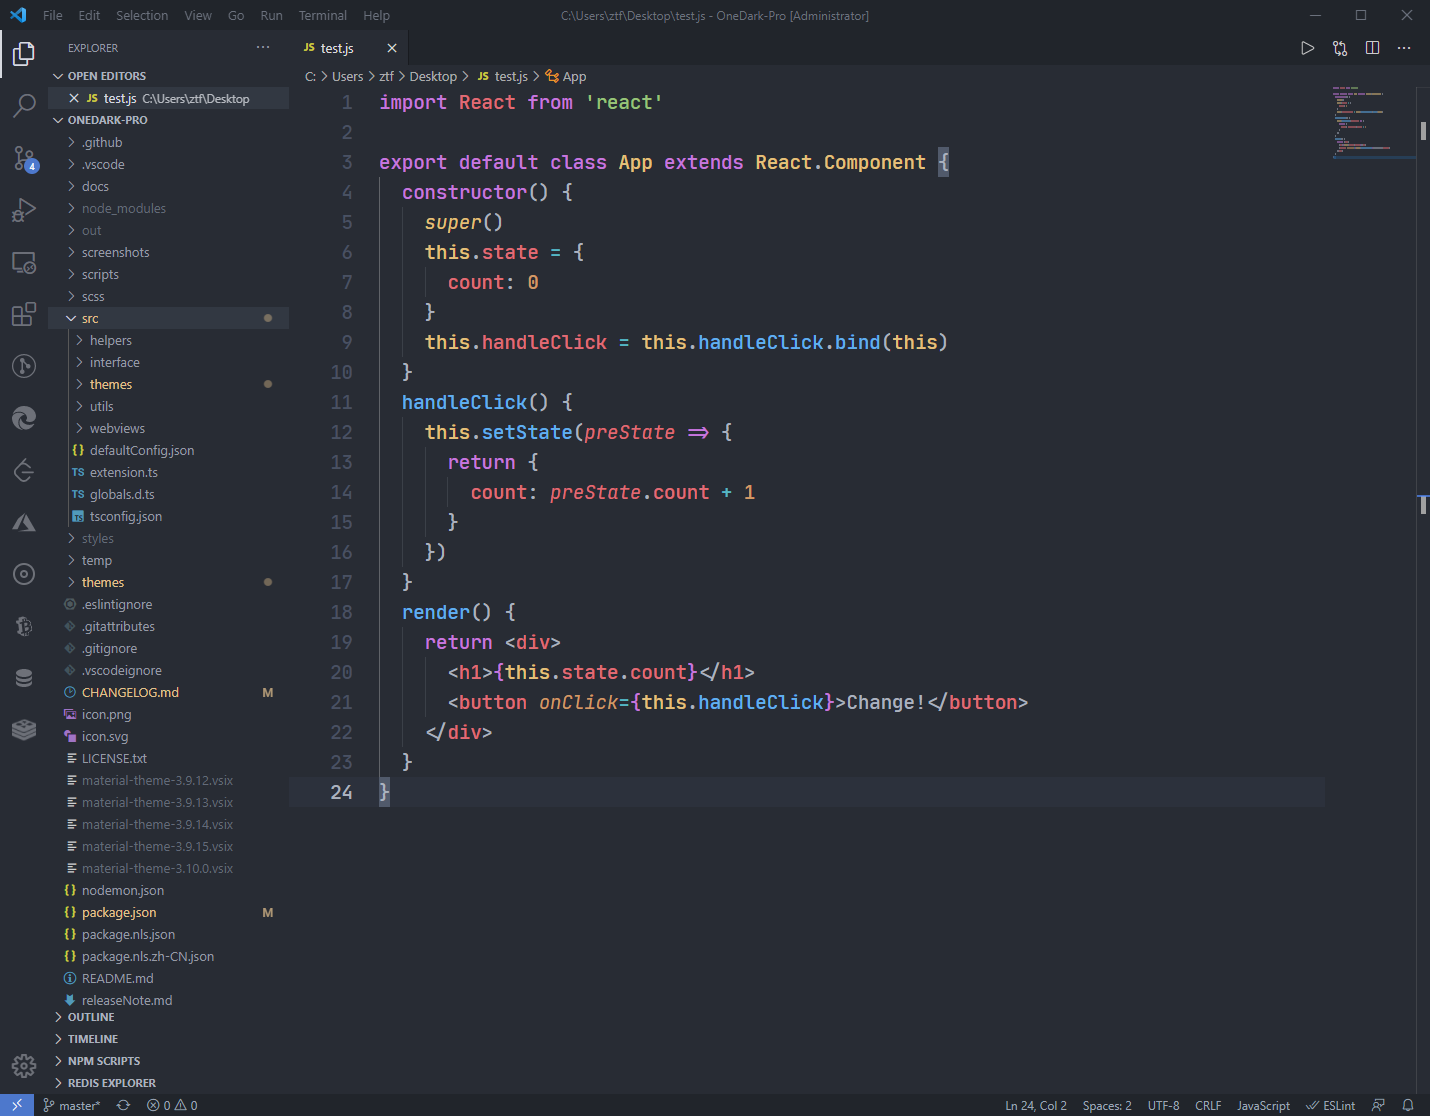 File Edit Selection View Go Run Terminal Help C:\Users\ztf\Desktop\test.js - OneDark-Pro [Administrator]
EXPLORER ···
OPEN EDITORS
JS test.js C:\Users\ztf\Desktop
ONEDARK-PRO
.github
.vscode
docs
node_modules
out
screenshots
scripts
scss
src
helpers
interface
themes
utils
webviews
{} defaultConfig.json
TS extension.ts
TS globals.d.ts
TS tsconfig.json
styles
temp
themes
.eslintignore
.gitattributes
.gitignore
.vscodeignore
CHANGELOG.md M
icon.png
icon.svg
LICENSE.txt
material-theme-3.9.12.vsix
material-theme-3.9.13.vsix
material-theme-3.9.14.vsix
material-theme-3.9.15.vsix
material-theme-3.10.0.vsix
{} nodemon.json
{} package.json M
{} package.nls.json
{} package.nls.zh-CN.json
README.md
releaseNote.md
OUTLINE
TIMELINE
NPM SCRIPTS
REDIS EXPLORER
4
JS test.js
C: > Users > ztf > Desktop > JS test.js > App
1 import React from 'react'
2
3 export default class App extends React.Component {
4 constructor() {
5 super()
6 this.state = {
7 count: 0
8 }
9 this.handleClick = this.handleClick.bind(this)
10 }
11 handleClick() {
12 this.setState(preState => {
13 return {
14 count: preState.count + 1
15 }
16 })
17 }
18 render() {
19 return <div>
20 <h1>{this.state.count}</h1>
21 <button onClick={this.handleClick}>Change!</button>
22 </div>
23 }
24 }
master* 0 0 Ln 24, Col 2 Spaces: 2 UTF-8 CRLF JavaScript ESLint